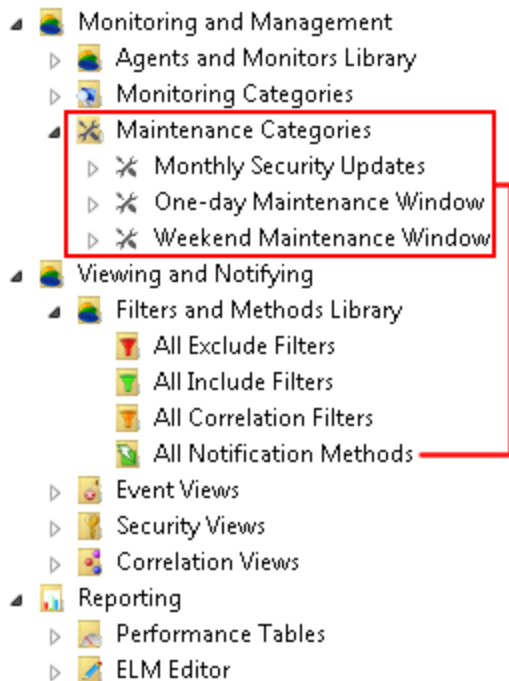 Monitoring and Management
Agents and Monitors Library
Monitoring Categories
Maintenance Categories
Monthly Security Updates
One-day Maintenance Window
Weekend Maintenance Window
Viewing and Notifying
Filters and Methods Library
All Exclude Filters
All Include Filters
All Correlation Filters
All Notification Methods
Event Views
Security Views
Correlation Views
Reporting
Performance Tables
ELM Editor